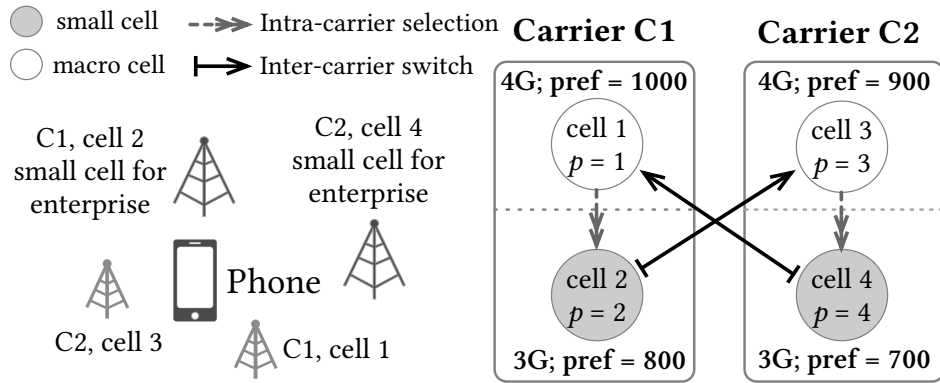 small cell
Intra-carrier selection
macro cell
Inter-carrier switch
C1, cell 2
small cell for
enterprise
C2, cell 4
small cell for
enterprise
Phone
C2, cell 3
C1, cell 1
Carrier C1
4G; pref = 1000
cell 1
p = 1
cell 2
p = 2
3G; pref = 800
Carrier C2
4G; pref = 900
cell 3
p = 3
cell 4
p = 4
3G; pref = 700